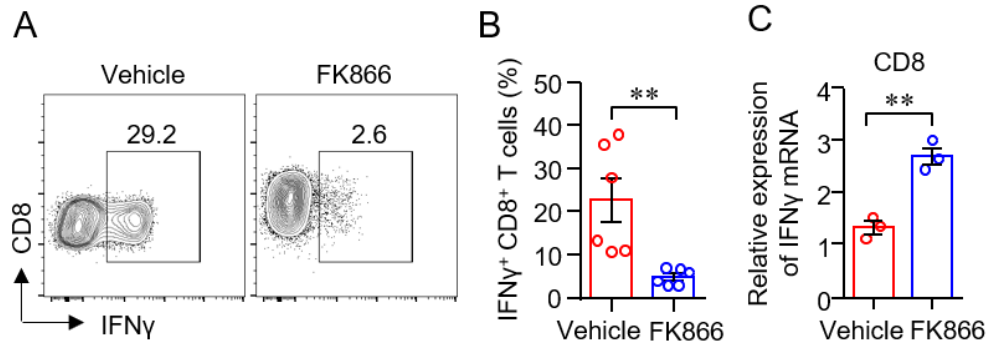 A
Vehicle
FK866
29.2
2.6
CD8
IFNγ
B
IFNγ⁺ CD8⁺ T cells (%)
50
40
30
20
10
0
**
Vehicle FK866
C
CD8
Relative expression
of IFNγ mRNA
4
3
2
1
0
**
Vehicle FK866